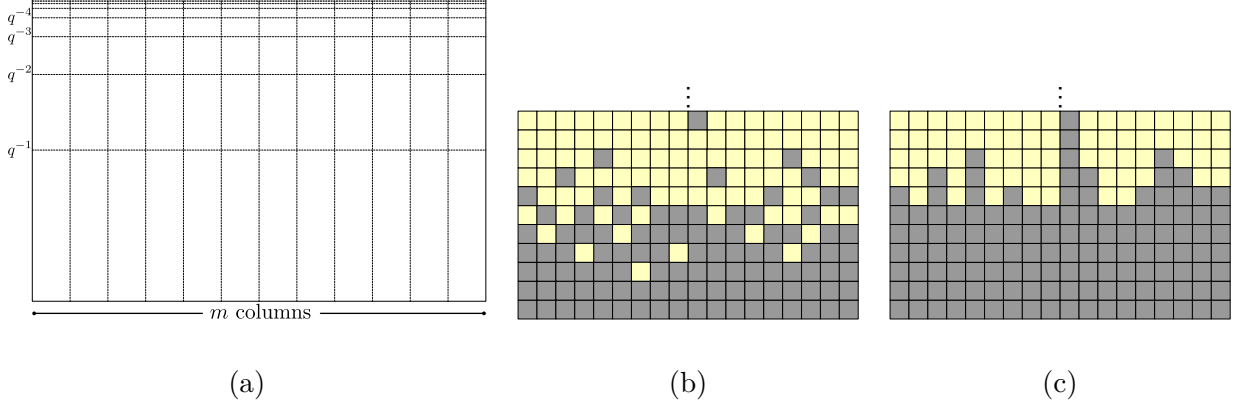 q⁻⁴
q⁻³
q⁻²
q⁻¹
m columns
(a)
(b)
(c)